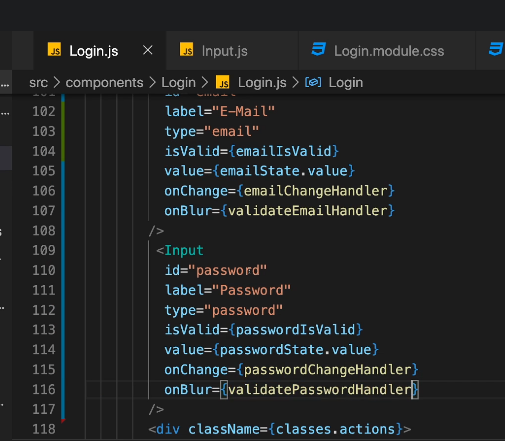 JS Login.js × JS Input.js Login.module.css
src > components > Login > JS Login.js > Login
102 label="E-Mail"
103 type="email"
104 isValid={emailIsValid}
105 value={emailState.value}
106 onChange={emailChangeHandler}
107 onBlur={validateEmailHandler}
108 />
109 <Input
110 id="password"
111 label="Password"
112 type="password"
113 isValid={passwordIsValid}
114 value={passwordState.value}
115 onChange={passwordChangeHandler}
116 onBlur={validatePasswordHandler}
117 />
118 <div className={classes.actions}>